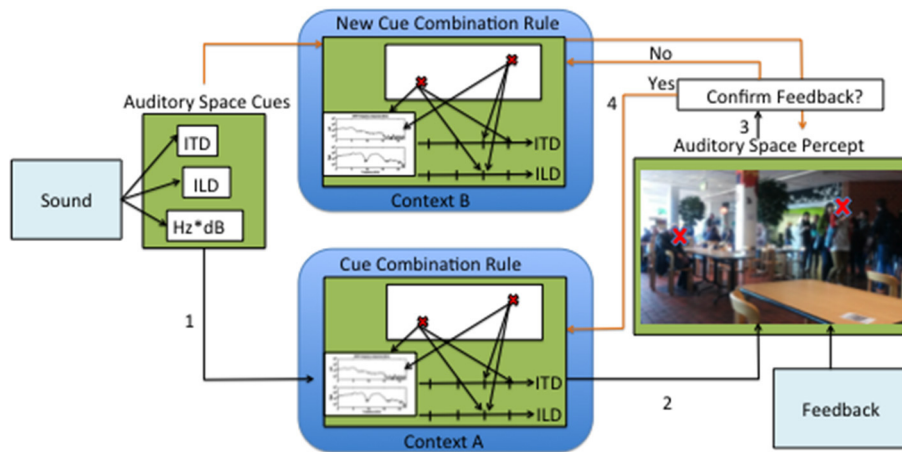 New Cue Combination Rule
No
Yes
4
Confirm Feedback?
3
Auditory Space Cues
ITD
ILD
Hz*dB
Sound
ITD
ILD
Context B
Auditory Space Percept
Cue Combination Rule
1
ITD
ILD
Context A
2
Feedback